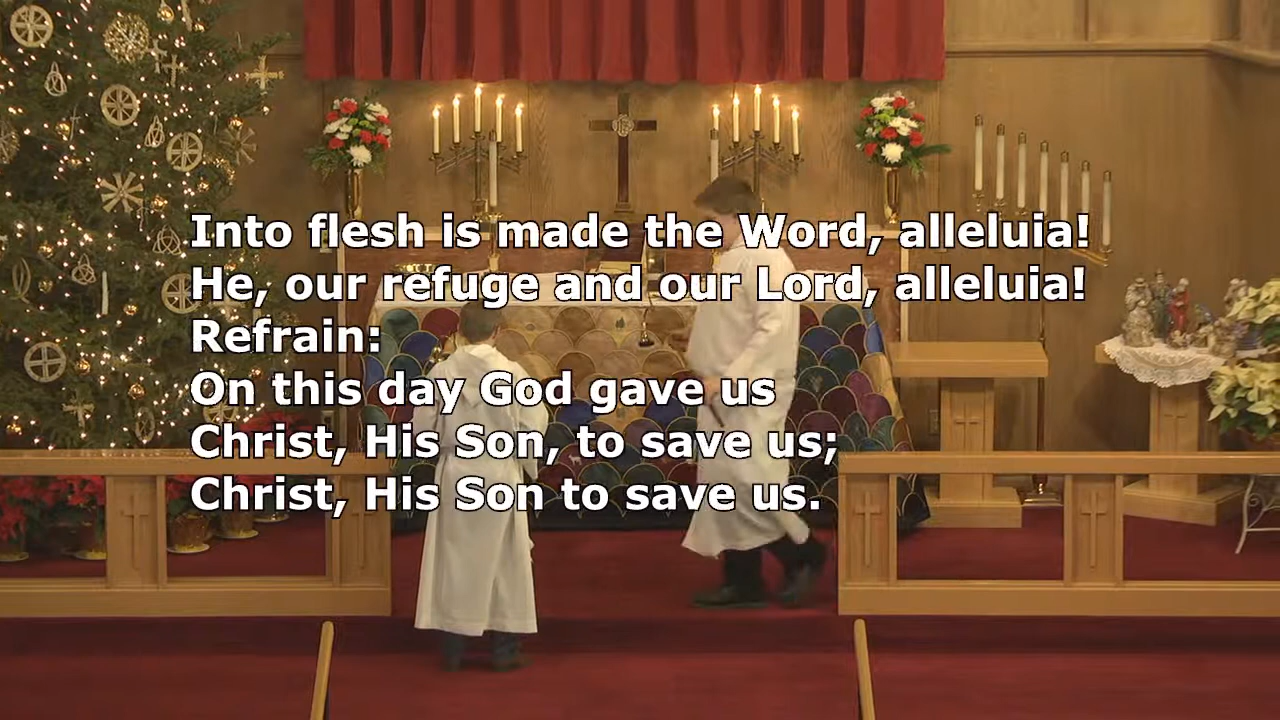 Into flesh is made the Word, alleluia!
He, our refuge and our Lord, alleluia!
Refrain:
On this day God gave us
Christ, His Son, to save us;
Christ, His Son to save us.